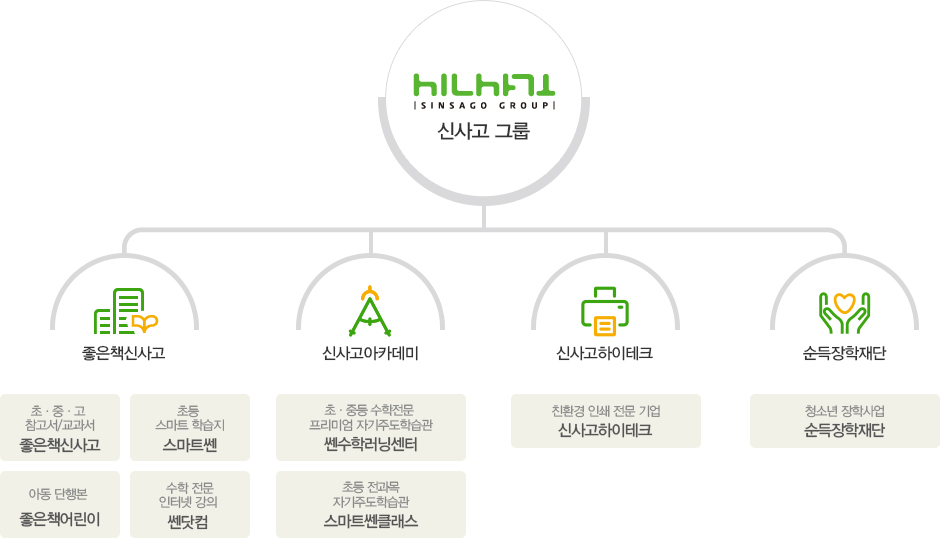 신사고
SINSAGO GROUP
신사고 그룹
좋은책신사고
신사고아카데미
신사고하이테크
순득장학재단
초 · 중 · 고
참고서/교과서
좋은책신사고
초등
스마트 학습지
스마트쎈
초 · 중등 수학전문
프리미엄 자기주도학습관
쎈수학러닝센터
친환경 인쇄 전문 기업
신사고하이테크
청소년 장학사업
순득장학재단
아동 단행본
좋은책어린이
수학 전문
인터넷 강의
쎈닷컴
초등 전과목
자기주도학습관
스마트쎈클래스